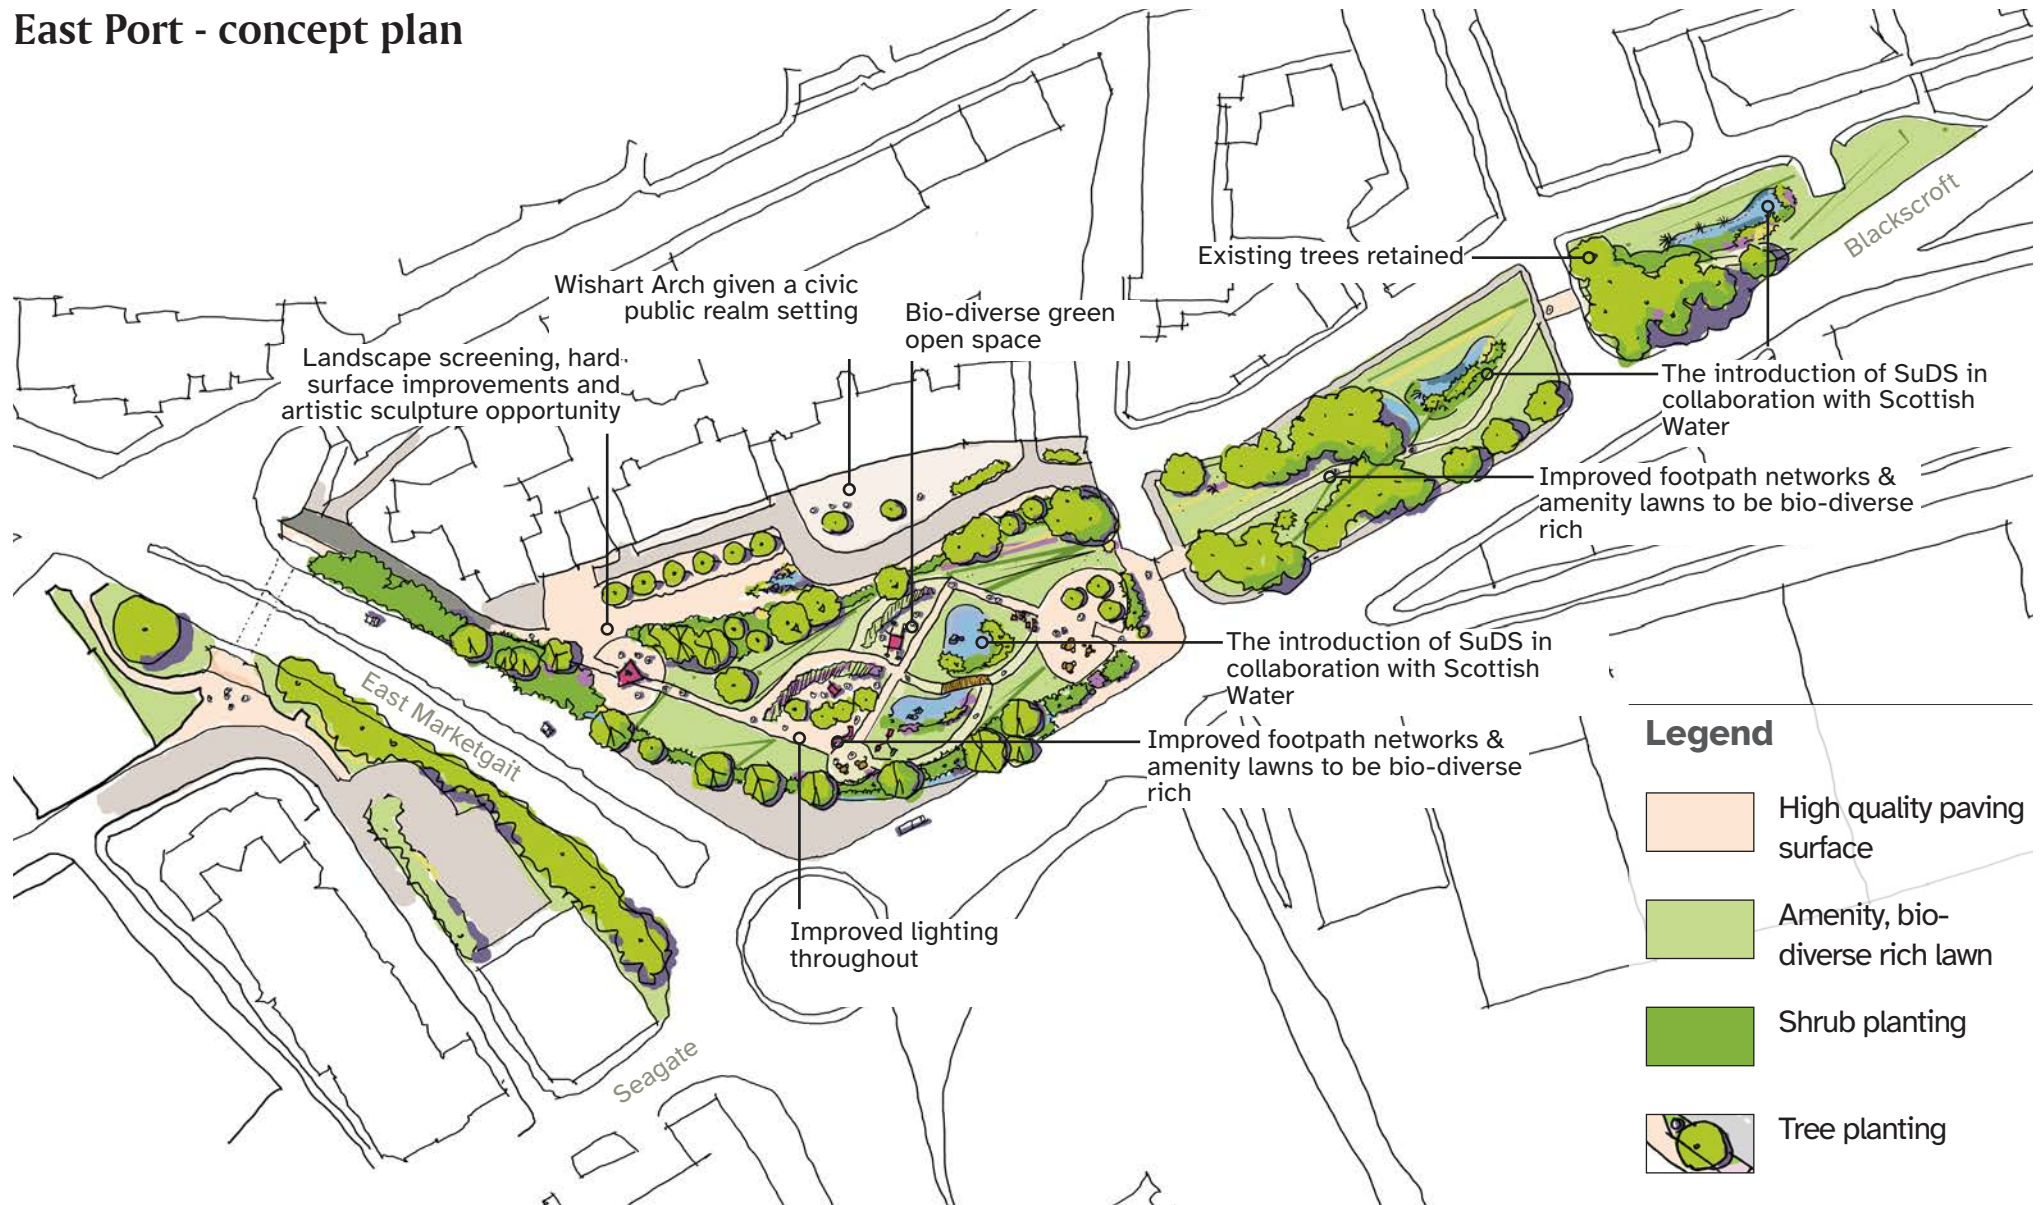 East Port - concept plan
Blackscroft
Existing trees retained
Wishart Arch given a civic
public realm setting
Bio-diverse green
open space
Landscape screening, hard
surface improvements and
artistic sculpture opportunity
The introduction of SuDS in
collaboration with Scottish
Water
Improved footpath networks &
amenity lawns to be bio-diverse
rich
The introduction of SuDS in
collaboration with Scottish
Water
East Marketgait
Improved footpath networks &
amenity lawns to be bio-diverse
rich
Improved lighting
throughout
Seagate
Legend
High quality paving
surface
Amenity, bio-
diverse rich lawn
Shrub planting
Tree planting